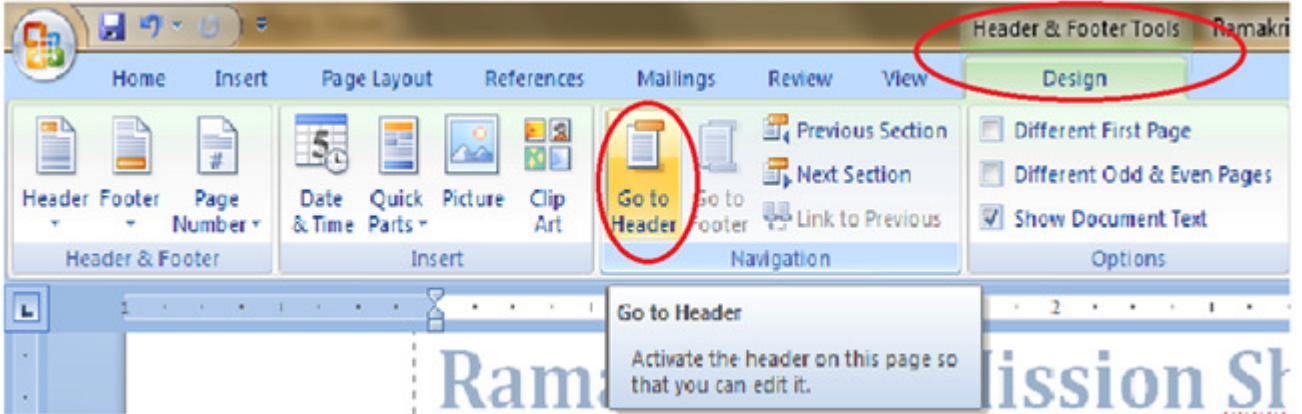 Header & Footer Tools Ramakri
Home Insert Page Layout References Mailings Review View Design
Header Footer Page Number
Date & Time Quick Parts Picture Clip Art
Go to Header Go to Footer
Previous Section
Next Section
Link to Previous
Different First Page
Different Odd & Even Pages
Show Document Text
Header & Footer Insert Navigation Options
L 1 2
Go to Header
Activate the header on this page so
that you can edit it.
Rama ission Sh